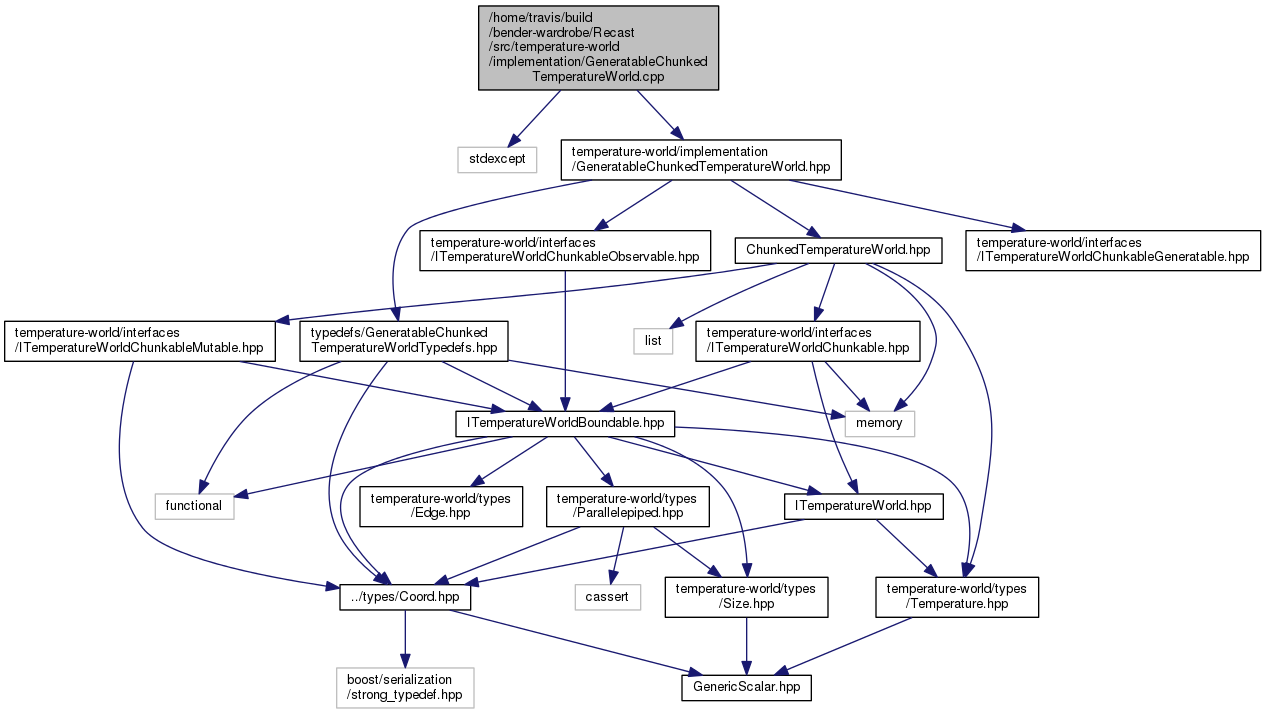 /home/travis/build
/bender-wardrobe/Recast
/src/temperature-world
/implementation/GeneratableChunked
TemperatureWorld.cpp
stdexcept
temperature-world/implementation
/GeneratableChunkedTemperatureWorld.hpp
temperature-world/interfaces
/ITemperatureWorldChunkableObservable.hpp
ChunkedTemperatureWorld.hpp
temperature-world/interfaces
/ITemperatureWorldChunkableGeneratable.hpp
temperature-world/interfaces
/ITemperatureWorldChunkableMutable.hpp
typedefs/GeneratableChunked
TemperatureWorldTypedefs.hpp
list
temperature-world/interfaces
/ITemperatureWorldChunkable.hpp
ITemperatureWorldBoundable.hpp
memory
functional
temperature-world/types
/Edge.hpp
temperature-world/types
/Parallelepiped.hpp
ITemperatureWorld.hpp
../types/Coord.hpp
cassert
temperature-world/types
/Size.hpp
temperature-world/types
/Temperature.hpp
boost/serialization
/strong_typedef.hpp
GenericScalar.hpp